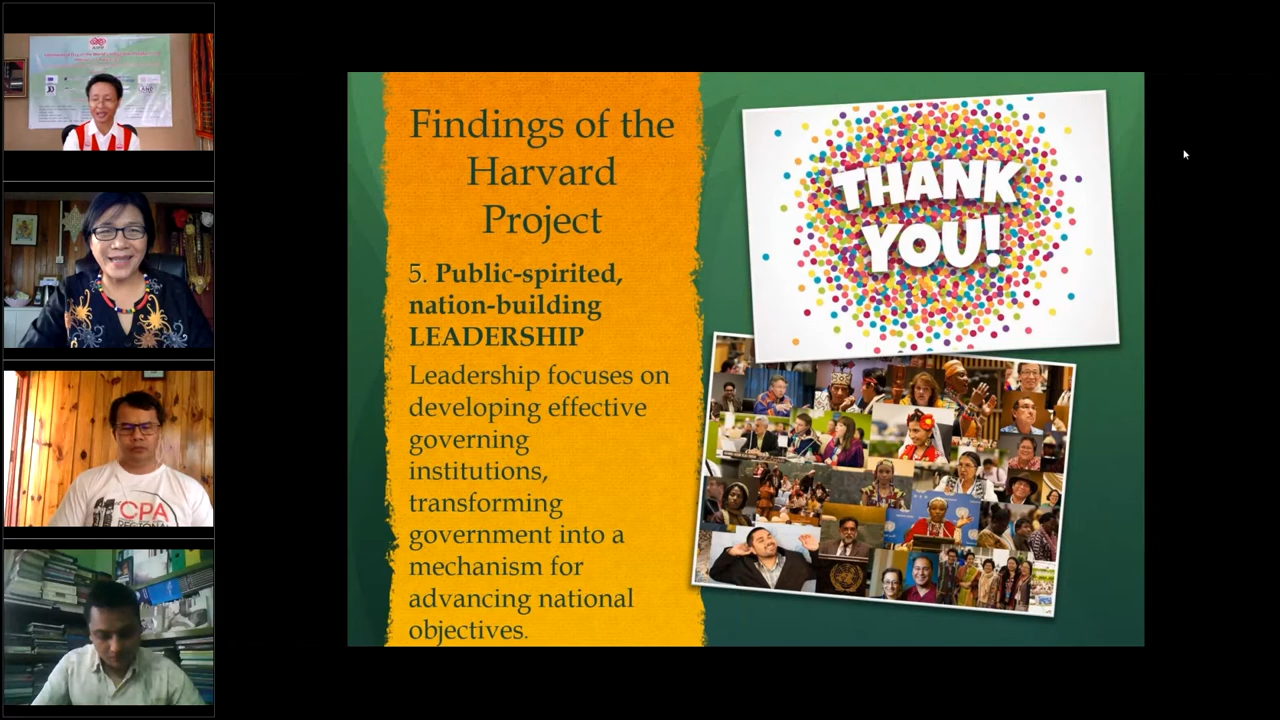 Findings of the
Harvard
Project
5. Public-spirited,
nation-building
LEADERSHIP
Leadership focuses on
developing effective
governing
institutions,
transforming
government into a
mechanism for
advancing national
objectives.
THANK
YOU!
CPA
REGIONAL